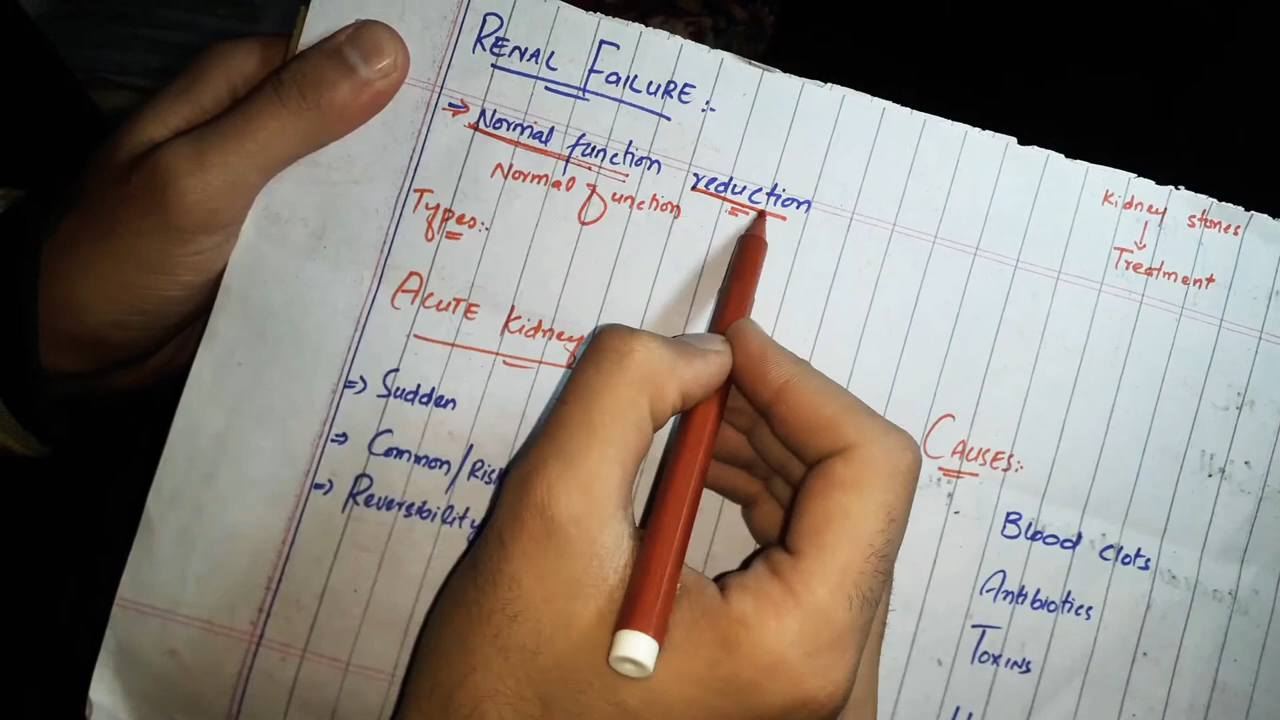 RENAL FAILURE:-
⇒ Normal function reduction
Normal function
Types:-
ACUTE Kidney
⇒ Sudden
⇒ Common/Risk
⇒ Reversibility
Kidney stones
↓
Treatment
CAUSES:-
Blood clots
Antibiotics
Toxins